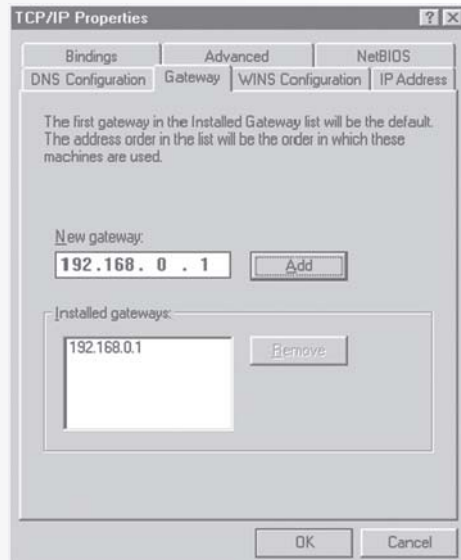 TCP/IP Properties
Bindings Advanced NetBIOS
DNS Configuration Gateway WINS Configuration IP Address
The first gateway in the Installed Gateway list will be the default.
The address order in the list will be the order in which these
machines are used.
New gateway:
192.168. 0 . 1 Add
Installed gateways:
192.168.0.1 Remove
OK Cancel